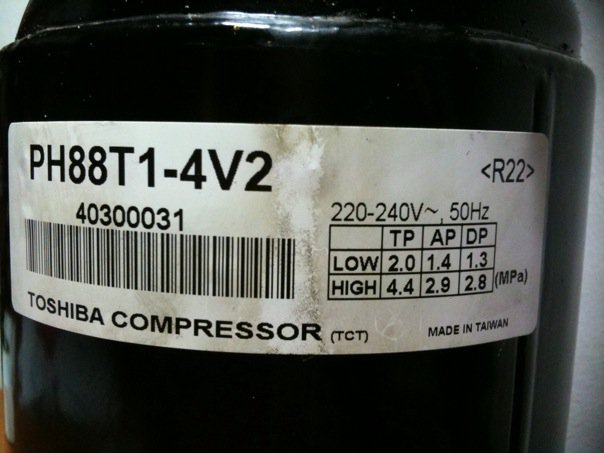 PH88T1-4V2
<R22>
40300031
220-240V~, 50Hz
TP AP DP
LOW 2.0 1.4 1.3
HIGH 4.4 2.9 2.8 (MPa)
TOSHIBA COMPRESSOR (TCT)
MADE IN TAIWAN